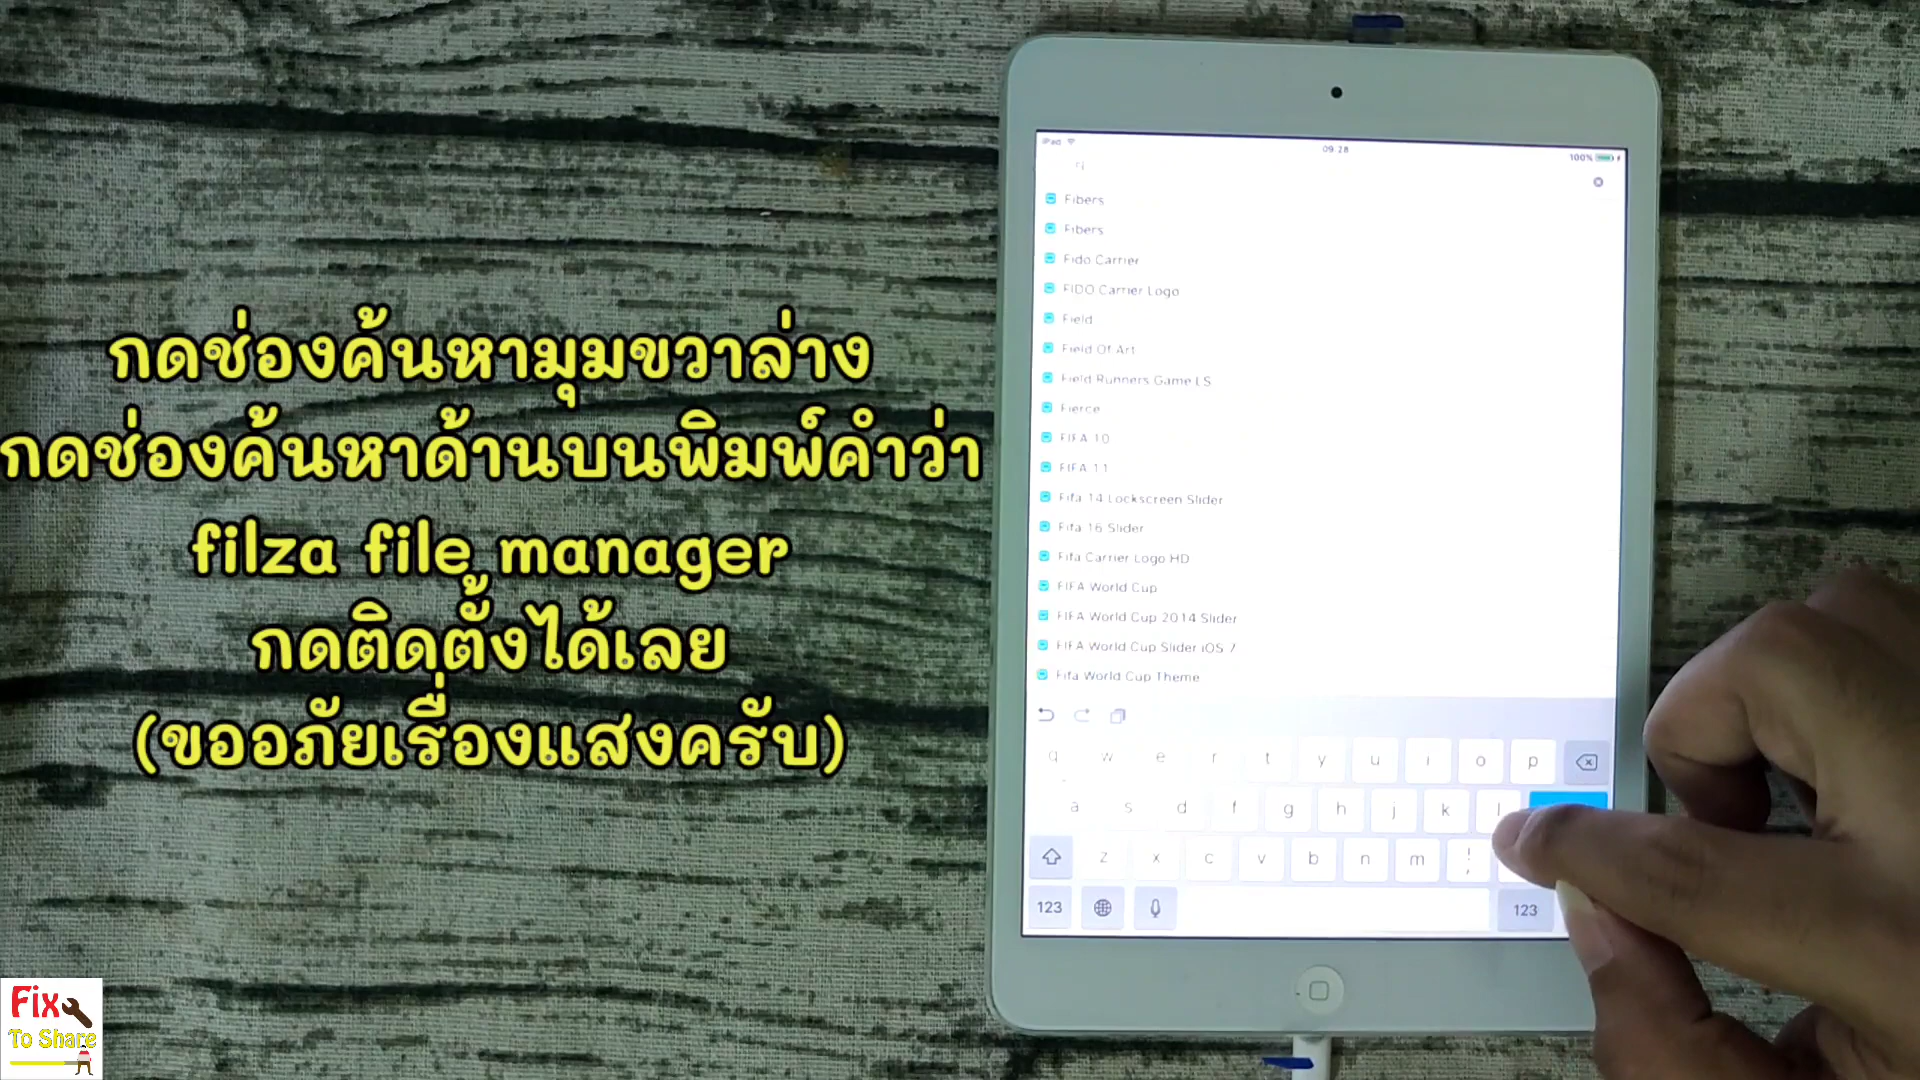 กดช่องค้นหามุมขวาล่าง
กดช่องค้นหาด้านบนพิมพ์คำว่า
filza file manager
กดติดตั้งได้เลย
(ขออภัยเรื่องแสงครับ)
Fix
To Share
iPad 09:28 100%
Fibers
Fibers
Fido Carrier
FIDO Carrier Logo
Field
Field Of Art
Field Runners Game LS
Fierce
FIFA 10
FIFA 11
Fifa 14 Lockscreen Slider
Fifa 16 Slider
Fifa Carrier Logo HD
FIFA World Cup
FIFA World Cup 2014 Slider
FIFA World Cup Slider iOS 7
Fifa World Cup Theme
q w e r t y u i o p
a s d f g h j k l
z x c v b n m ! ,
123 123